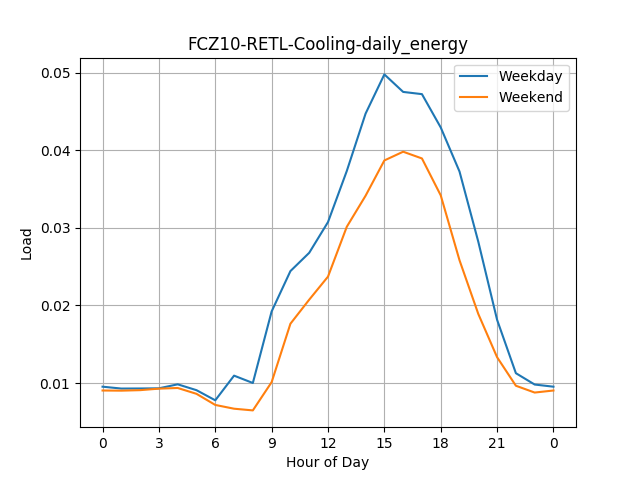 FCZ10-RETL-Cooling-daily_energy
Weekday
Weekend
0.05
0.04
0.03
0.02
0.01
Load
0 3 6 9 12 15 18 21 0
Hour of Day